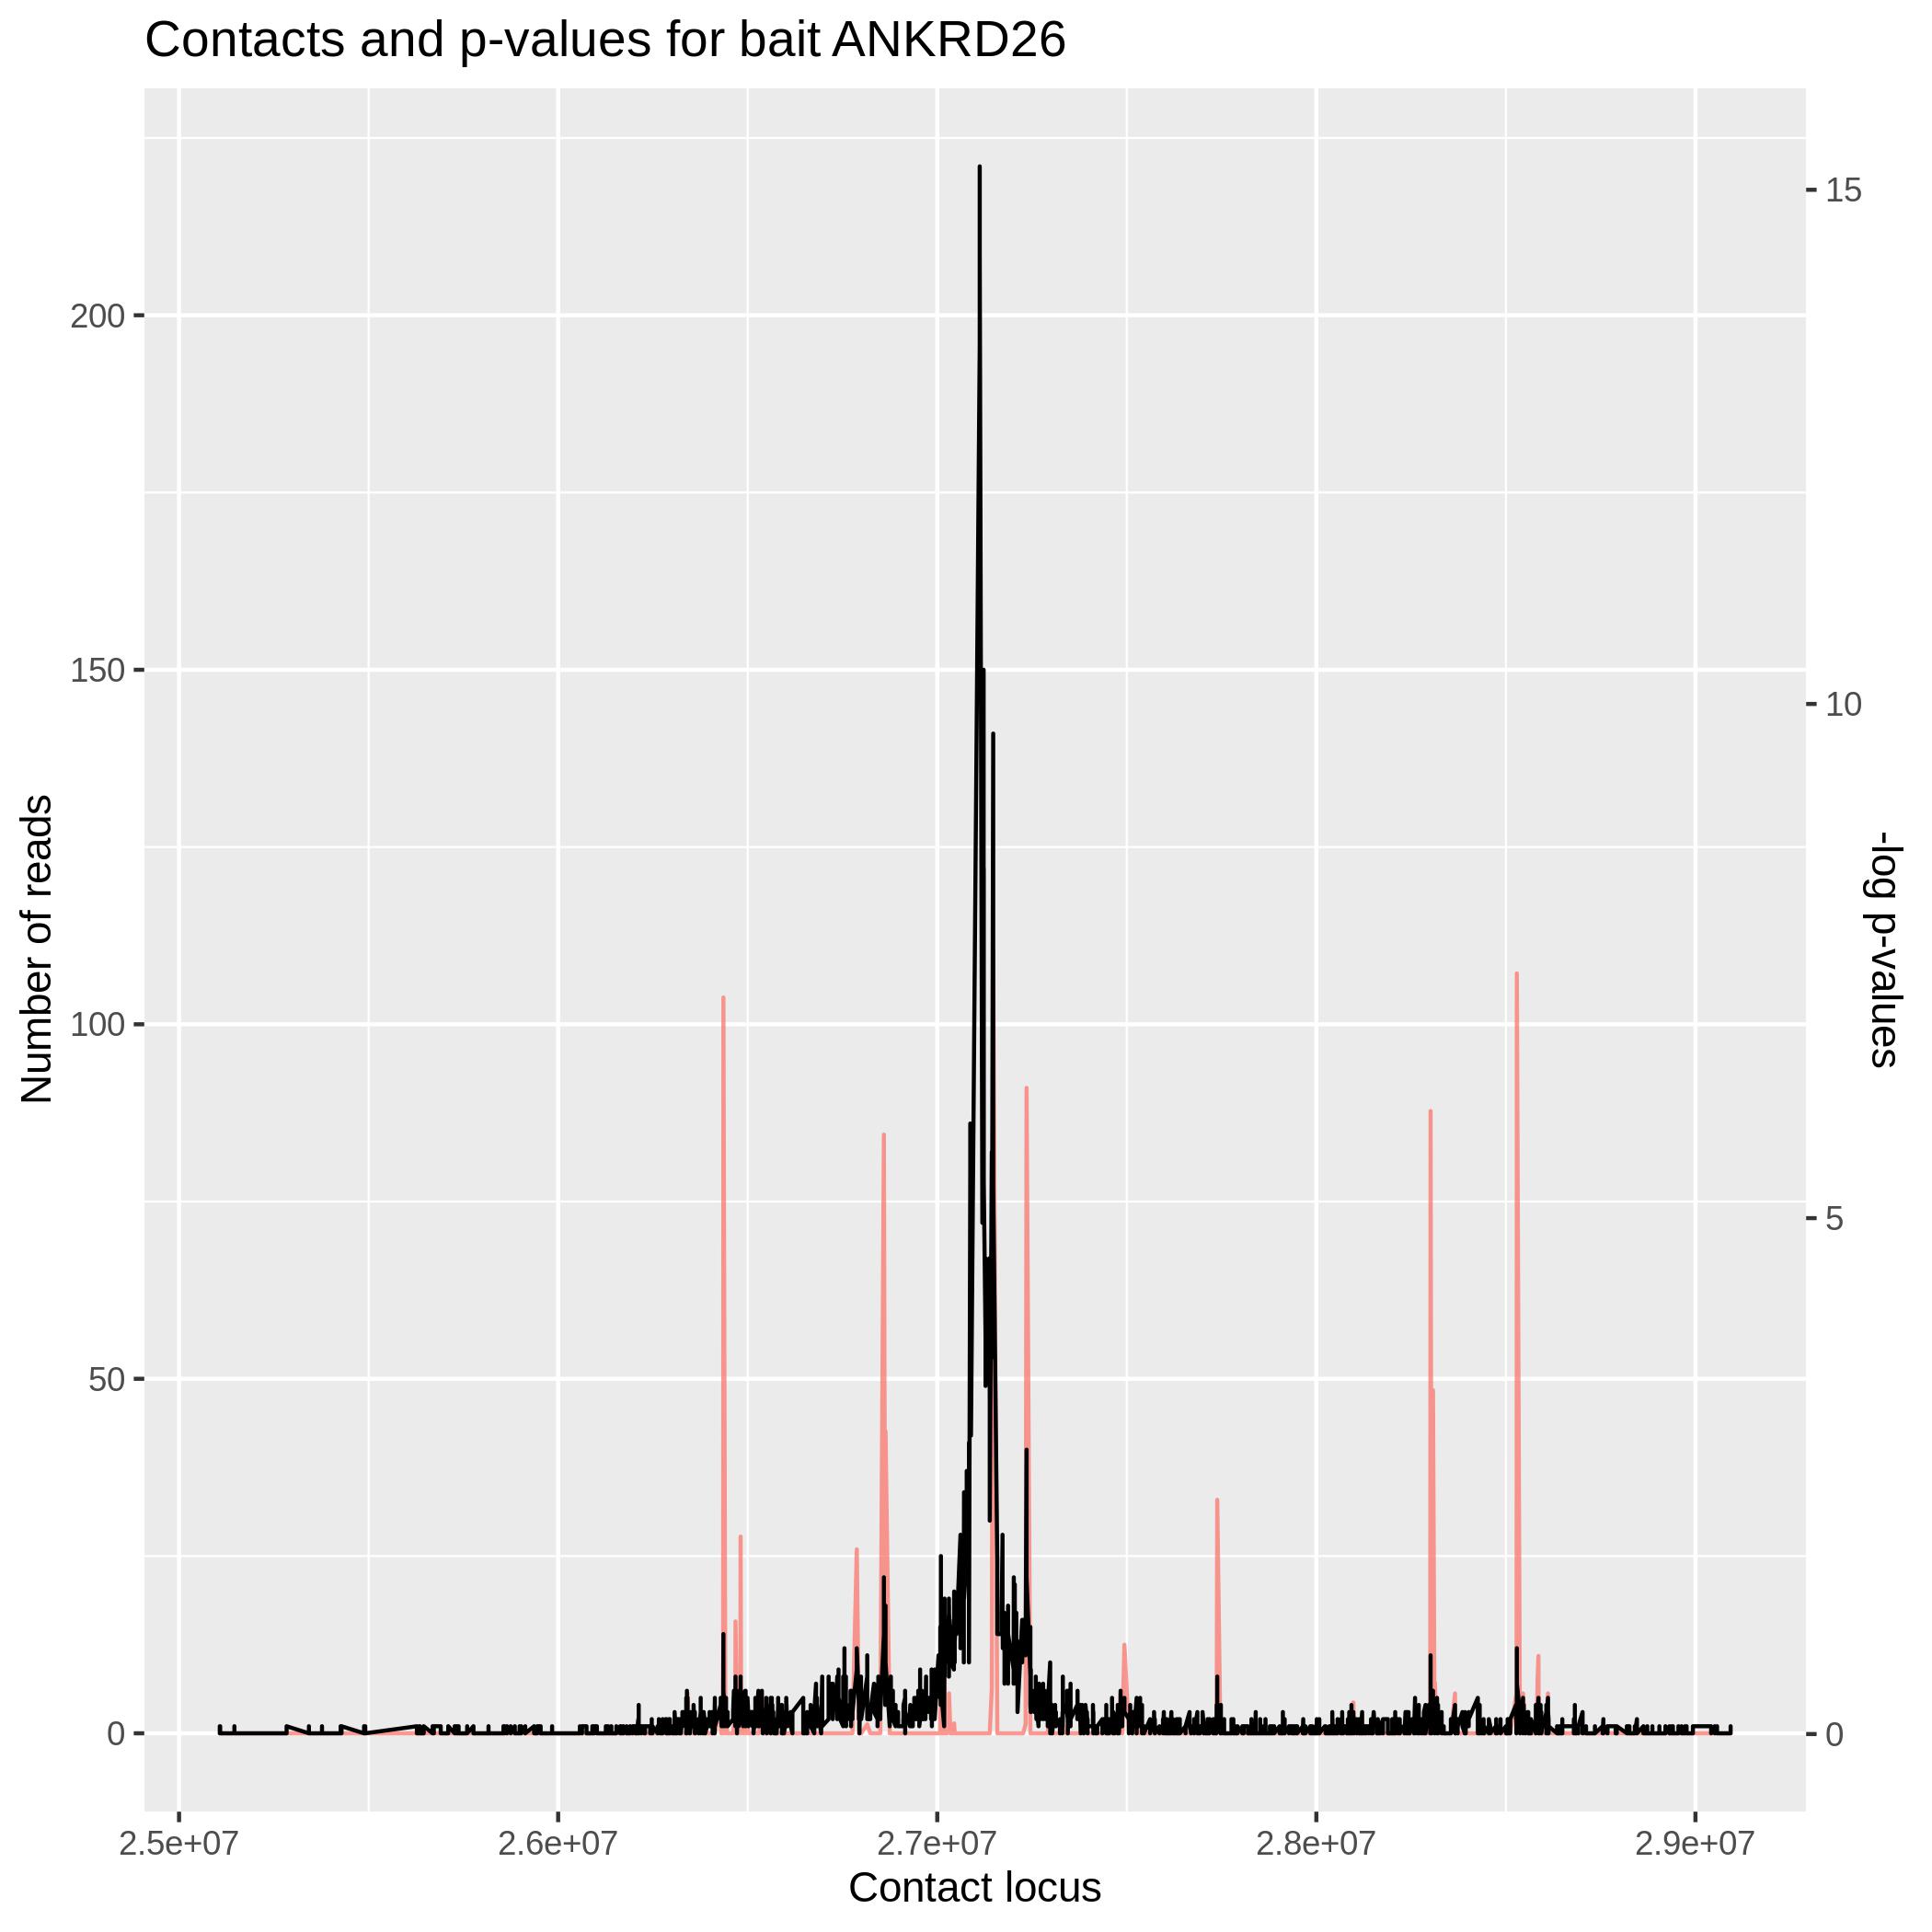 Contacts and p-values for bait ANKRD26
15
200
150
10
100
5
50
0
0
Number of reads
-log p-values
2.5e+07 2.6e+07 2.7e+07 2.8e+07 2.9e+07
Contact locus